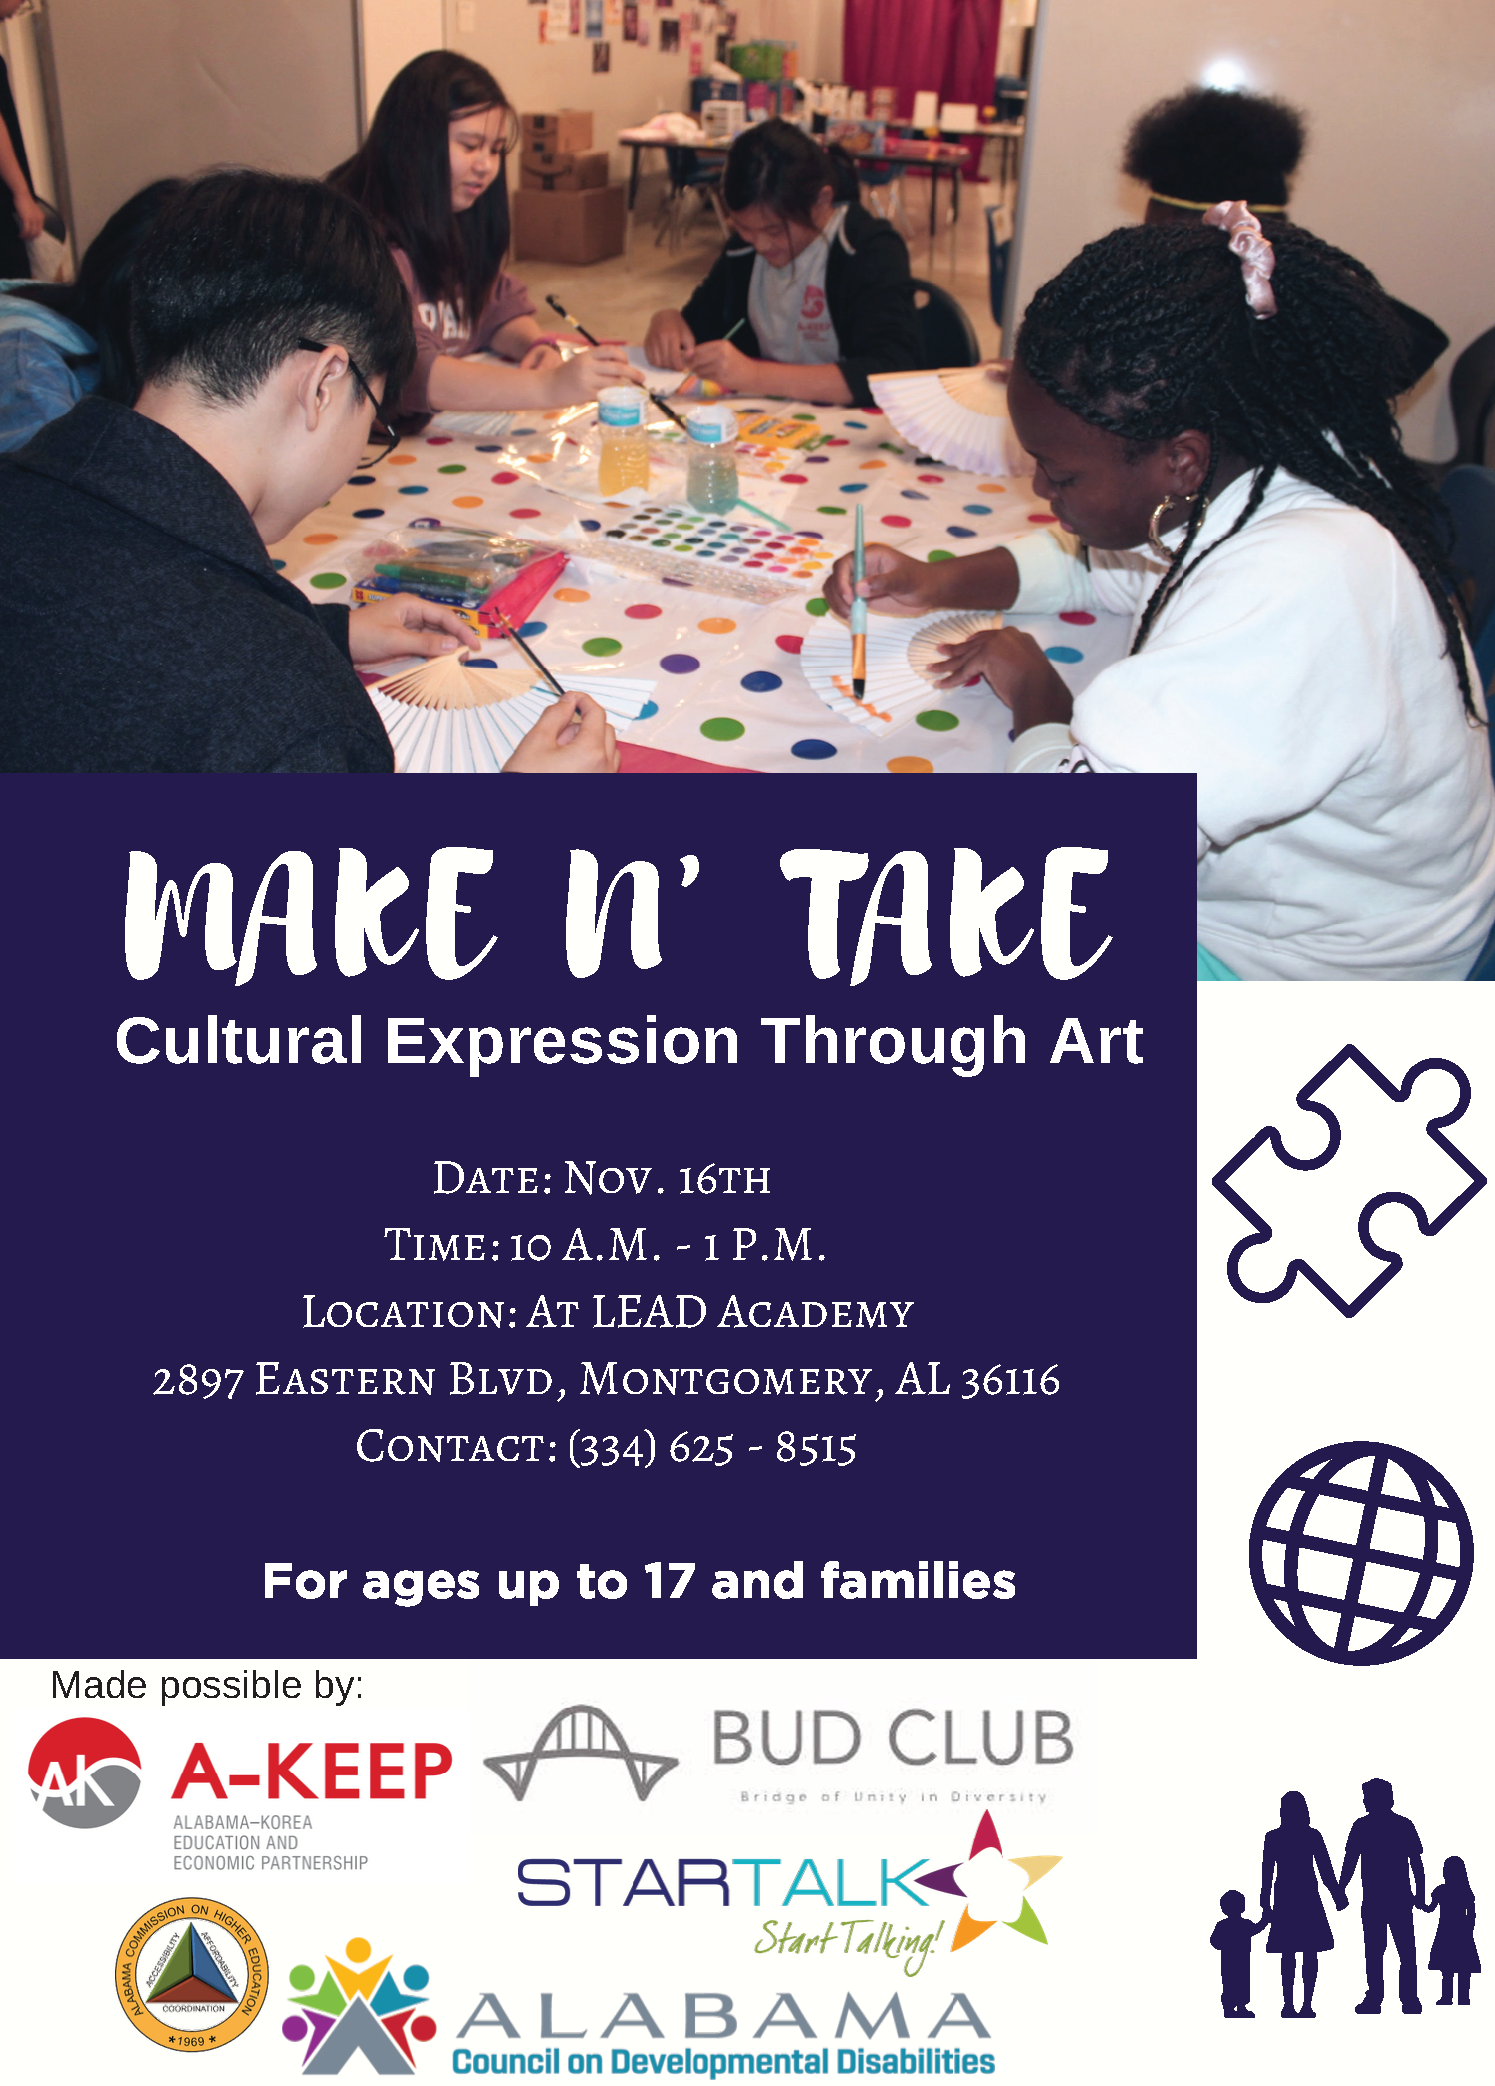 A-KEEP
MAKE N' TAKE
Cultural Expression Through Art
Date: Nov. 16th
Time: 10 A.M. - 1 P.M.
Location: At LEAD Academy
2897 Eastern Blvd, Montgomery, AL 36116
Contact: (334) 625 - 8515
For ages up to 17 and families
Made possible by:
AK
A-KEEP
ALABAMA-KOREA
EDUCATION AND
ECONOMIC PARTNERSHIP
BUD CLUB
Bridge of Unity in Diversity
STARTALK
Start Talking!
ALABAMA COMMISSION ON HIGHER EDUCATION
ACCESSIBILITY
AFFORDABILITY
COORDINATION
★1969★
ALABAMA
Council on Developmental Disabilities